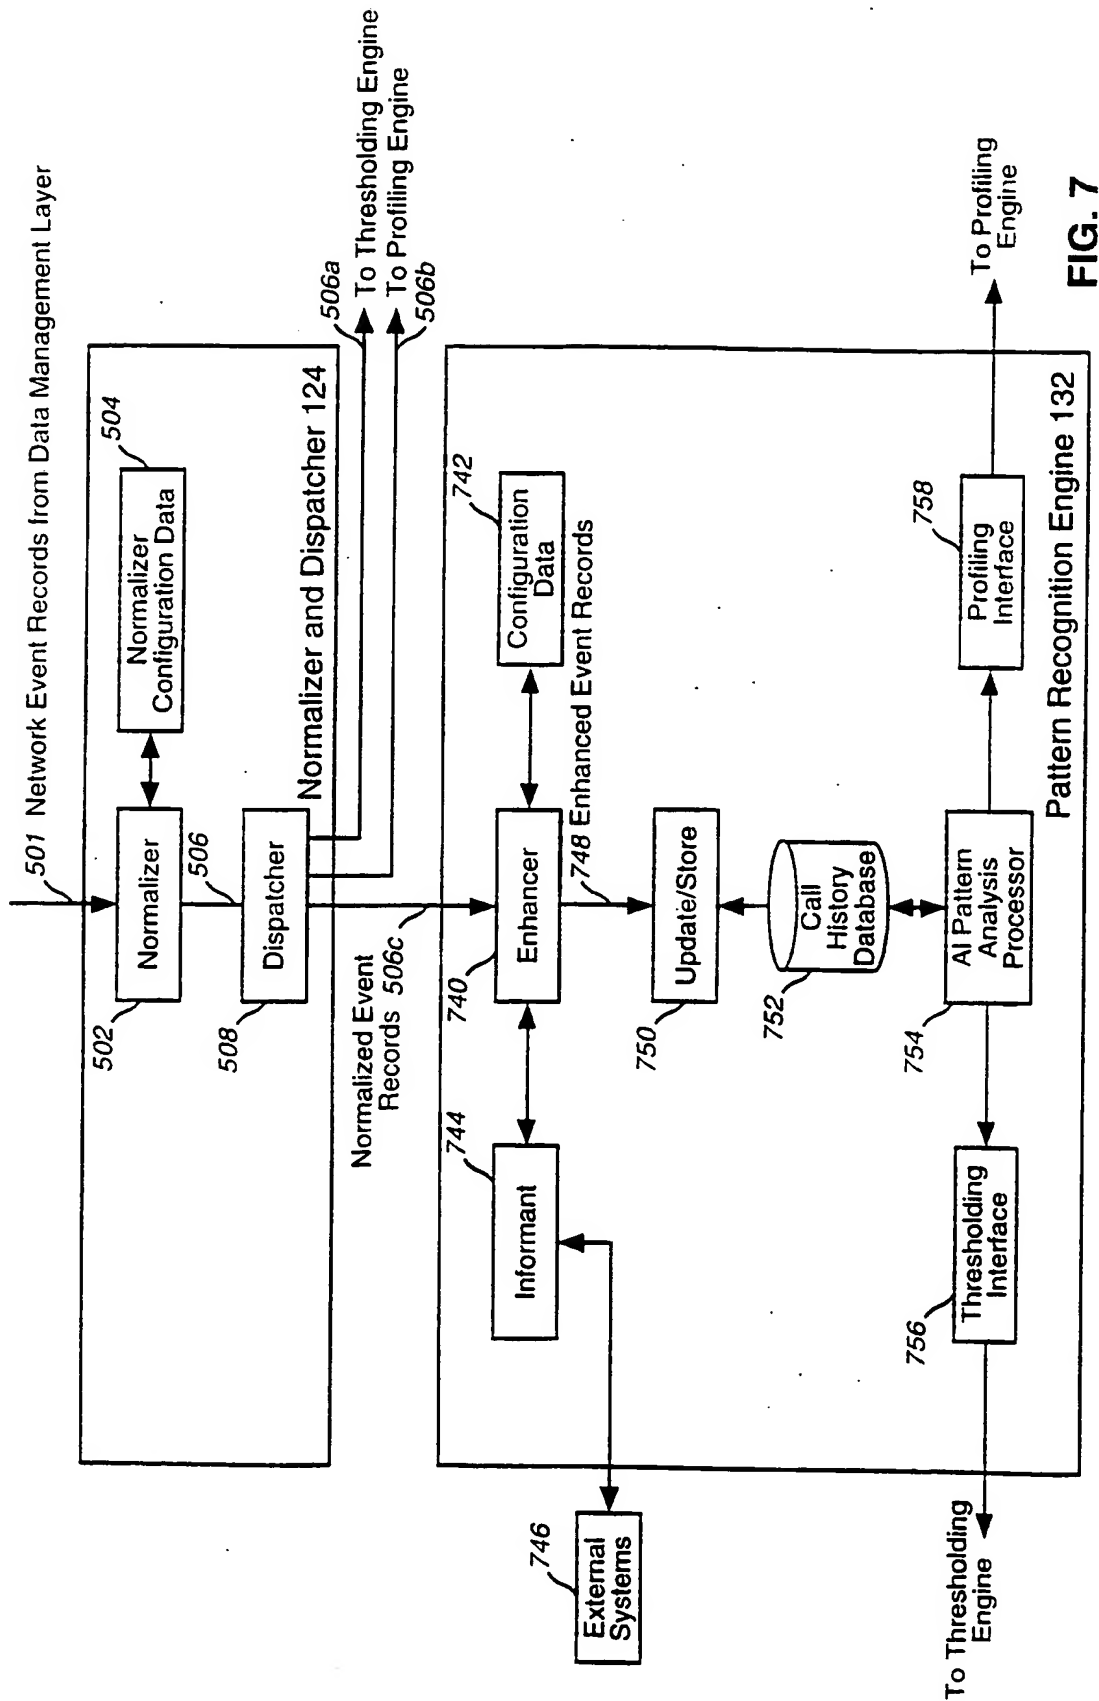 501 Network Event Records from Data Management Layer
Normalizer
502
Normalizer
Configuration Data
504
506
Dispatcher
508
Normalizer and Dispatcher 124
506a
To Thresholding Engine
To Profiling Engine
506b
Normalized Event
Records 506c
744
Informant
740
Enhancer
742
Configuration
Data
748 Enhanced Event Records
746
External
Systems
750
Update/Store
752
Call
History
Database
754
AI Pattern
Analysis
Processor
756
Thresholding
Interface
To Thresholding
Engine
758
Profiling
Interface
To Profiling
Engine
Pattern Recognition Engine 132
FIG. 7